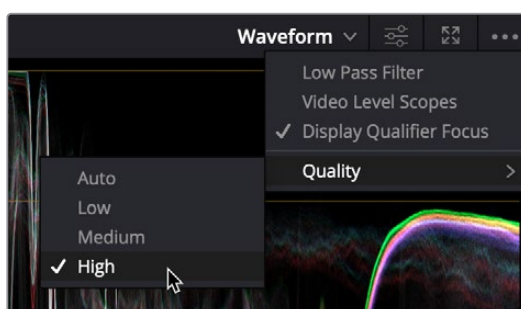 Waveform
Low Pass Filter
Video Level Scopes
Display Qualifier Focus
Quality
Auto
Low
Medium
High